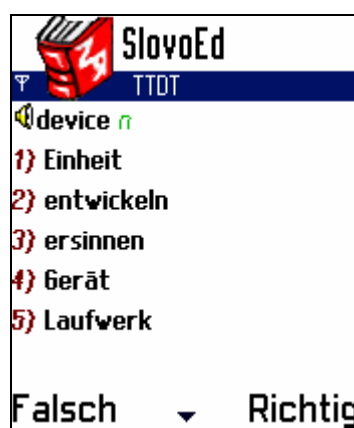 SlovoEd
TTDT
device n
1) Einheit
2) entwickeln
3) ersinnen
4) Gerät
5) Laufwerk
Falsch Richtig